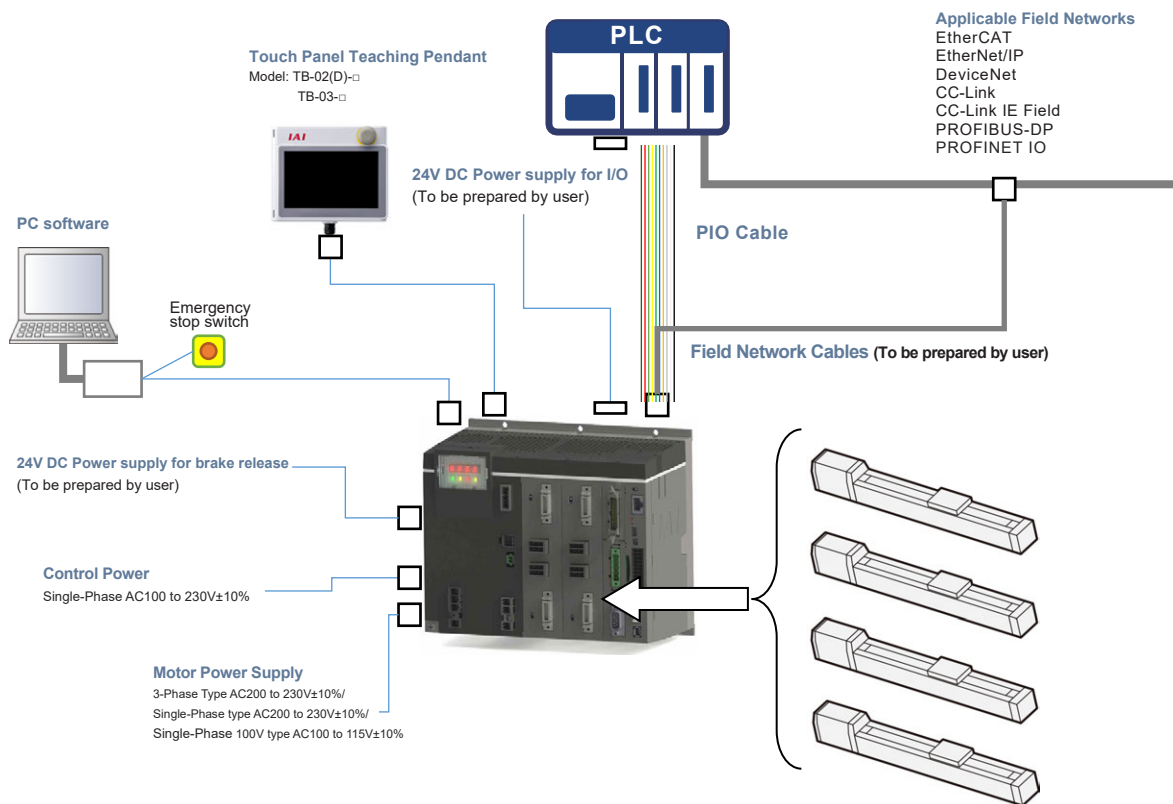 PLC
Applicable Field Networks
EtherCAT
EtherNet/IP
DeviceNet
CC-Link
CC-Link IE Field
PROFIBUS-DP
PROFINET IO
Touch Panel Teaching Pendant
Model: TB-02(D)-□
TB-03-□
IAI
24V DC Power supply for I/O
(To be prepared by user)
PC software
PIO Cable
Emergency
stop switch
Field Network Cables (To be prepared by user)
24V DC Power supply for brake release
(To be prepared by user)
Control Power
Single-Phase AC100 to 230V±10%
Motor Power Supply
3-Phase Type AC200 to 230V±10%/
Single-Phase type AC200 to 230V±10%/
Single-Phase 100V type AC100 to 115V±10%